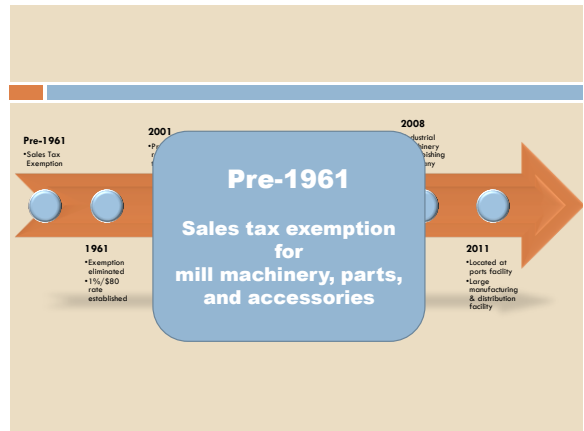 Pre-1961
•Sales Tax
Exemption
1961
•Exemption
eliminated
•1%/$80
rate
established
2001
Pre-1961
Sales tax exemption
for
mill machinery, parts,
and accessories
2008
2011
•Located at
ports facility
•Large
manufacturing
& distribution
facility